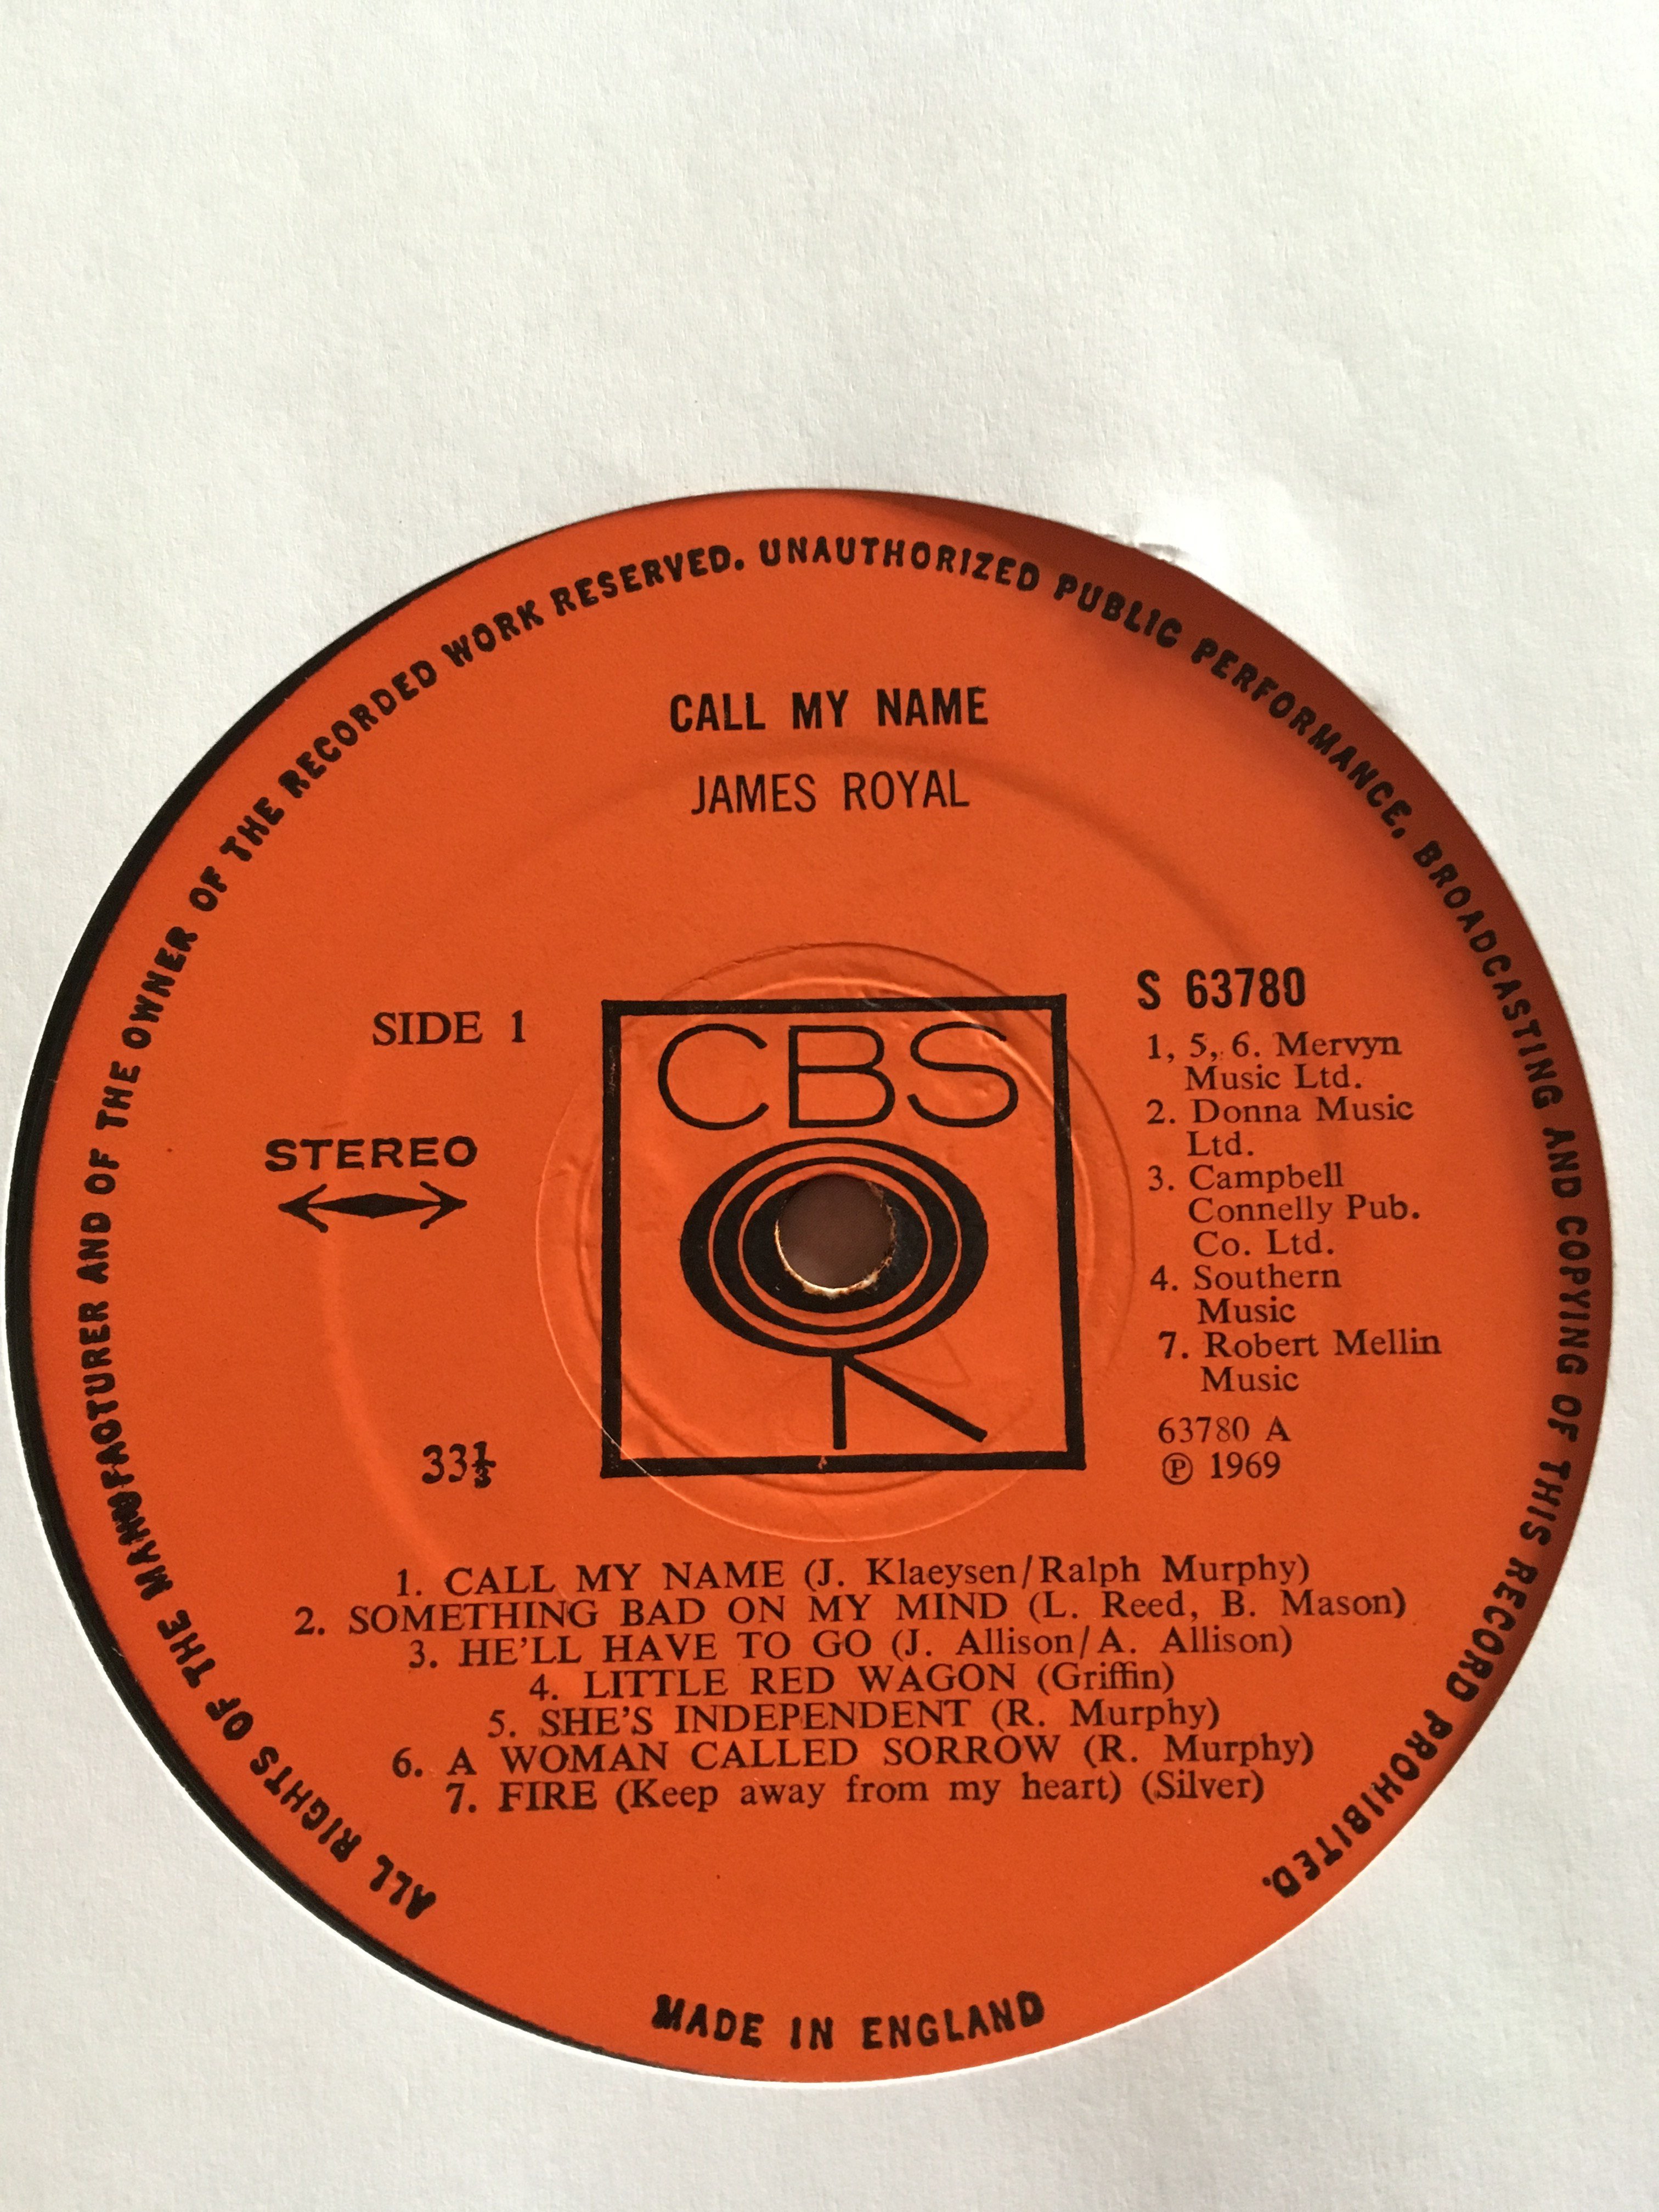 ALL RIGHTS OF THE MANUFACTURER AND OF THE OWNER OF THE RECORDED WORK RESERVED. UNAUTHORIZED PUBLIC PERFORMANCE, BROADCASTING AND COPYING OF THIS RECORD PROHIBITED.
CALL MY NAME
JAMES ROYAL
SIDE 1
STEREO
33⅓
CBS
S 63780
1, 5, 6. Mervyn
Music Ltd.
2. Donna Music
Ltd.
3. Campbell
Connelly Pub.
Co. Ltd.
4. Southern
Music
7. Robert Mellin
Music
63780 A
℗ 1969
1. CALL MY NAME (J. Klaeysen/Ralph Murphy)
2. SOMETHING BAD ON MY MIND (L. Reed, B. Mason)
3. HE'LL HAVE TO GO (J. Allison/A. Allison)
4. LITTLE RED WAGON (Griffin)
5. SHE'S INDEPENDENT (R. Murphy)
6. A WOMAN CALLED SORROW (R. Murphy)
7. FIRE (Keep away from my heart) (Silver)
MADE IN ENGLAND